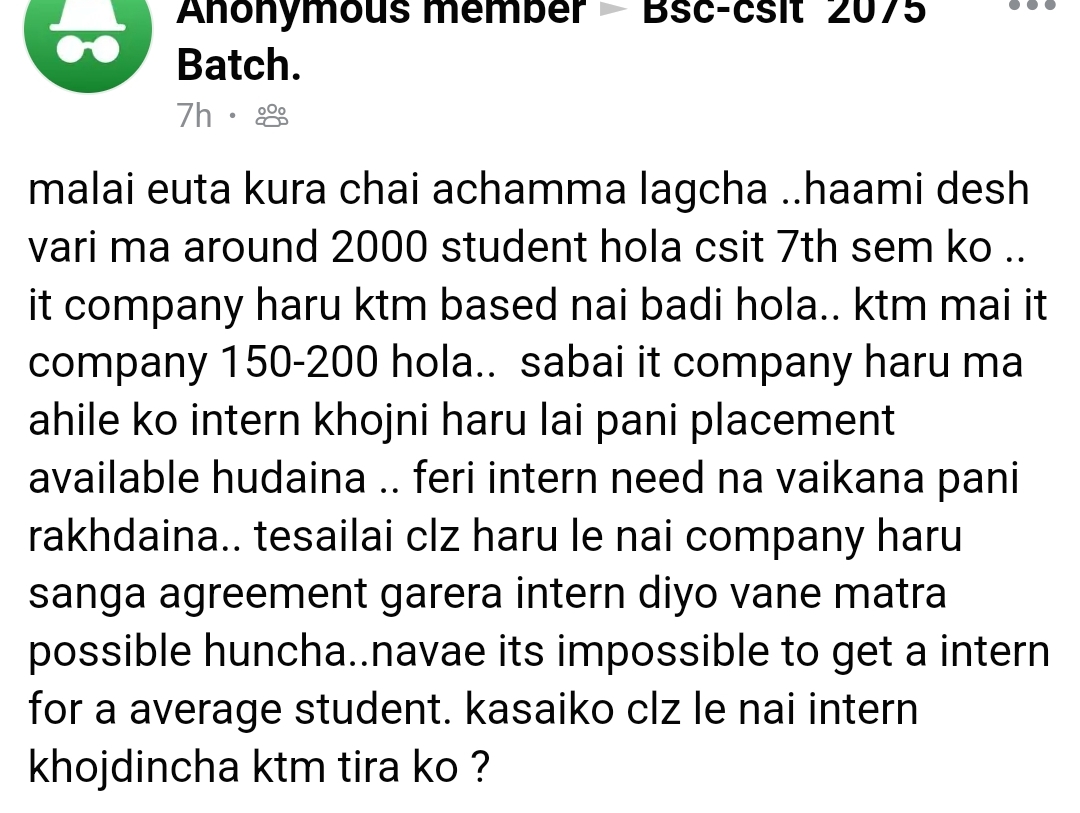 Anonymous member ► Bsc-csit 2075
Batch.
7h ·
malai euta kura chai achamma lagcha ..haami desh
vari ma around 2000 student hola csit 7th sem ko ..
it company haru ktm based nai badi hola.. ktm mai it
company 150-200 hola.. sabai it company haru ma
ahile ko intern khojni haru lai pani placement
available hudaina .. feri intern need na vaikana pani
rakhdaina.. tesailai clz haru le nai company haru
sanga agreement garera intern diyo vane matra
possible huncha..navae its impossible to get a intern
for a average student. kasaiko clz le nai intern
khojdincha ktm tira ko ?